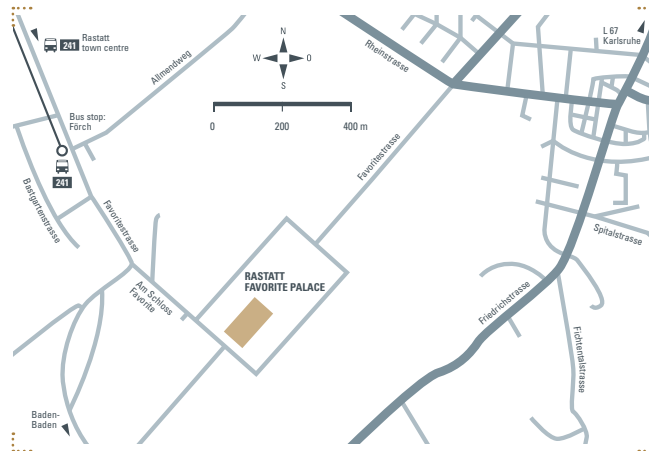 241
Rastatt
town centre
Allmendweg
N
W
O
S
0
200
400 m
Rheinstrasse
L 67
Karlsruhe
Bus stop:
Förch
241
Bastgartenstrasse
Favoritestrasse
Favoritestrasse
Am Schloss
Favorite
RASTATT
FAVORITE PALACE
Spitalstrasse
Friedrichstrasse
Fichtentalstrasse
Baden-
Baden